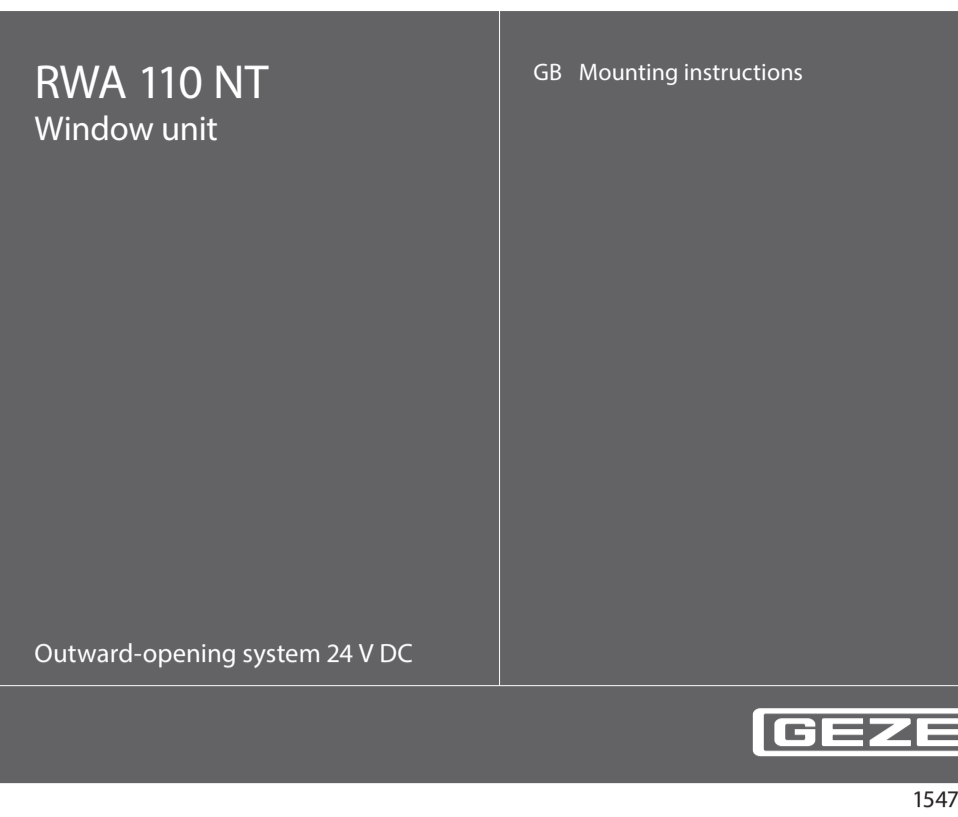 RWA 110 NT
Window unit
GB Mounting instructions
Outward-opening system 24 V DC
GEZE
1547